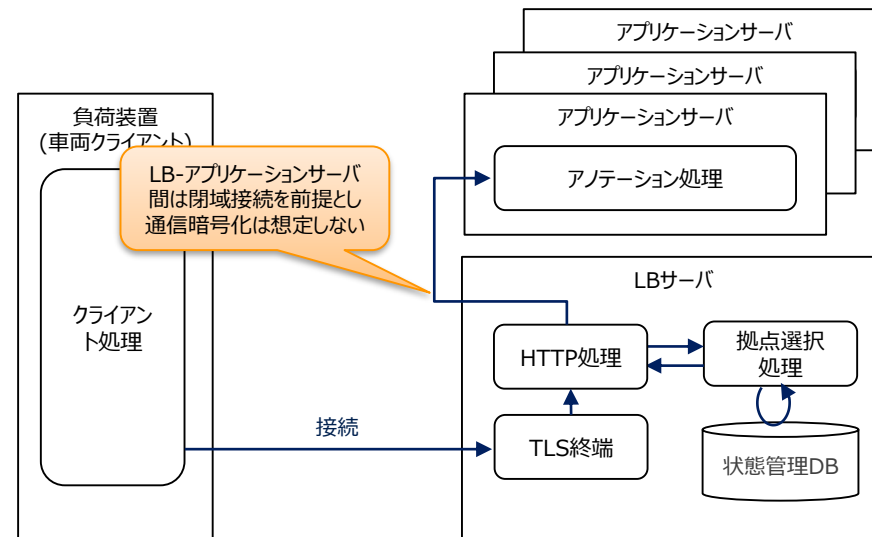 アプリケーションサーバ
アプリケーションサーバ
アプリケーションサーバ
アノテーション処理
負荷装置
(車両クライアント)
LB-アプリケーションサーバ
間は閉域接続を前提とし
通信暗号化は想定しない
クライアン
ト処理
接続
LBサーバ
HTTP処理
拠点選択
処理
TLS終端
状態管理DB